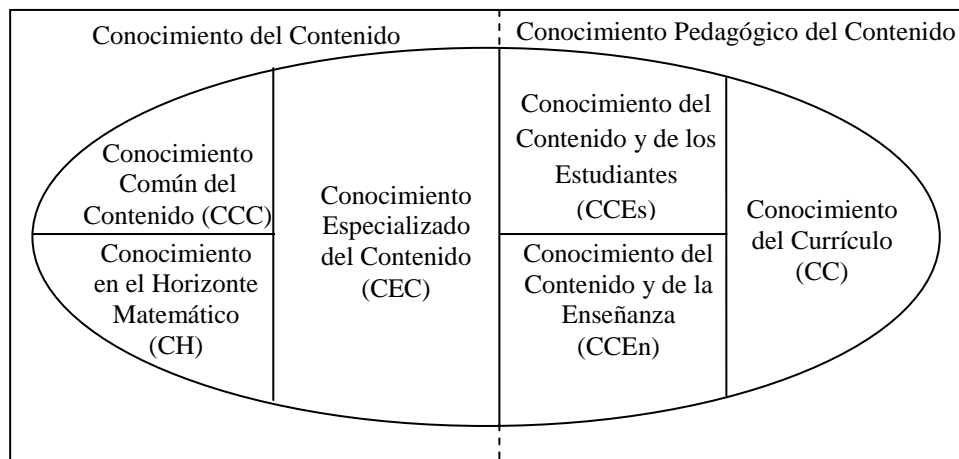 Conocimiento del Contenido
Conocimiento Pedagógico del Contenido
Conocimiento
Común del
Contenido (CCC)
Conocimiento
en el Horizonte
Matemático
(CH)
Conocimiento
Especializado
del Contenido
(CEC)
Conocimiento del
Contenido y de los
Estudiantes
(CCEs)
Conocimiento del
Contenido y de la
Enseñanza
(CCEn)
Conocimiento
del Currículo
(CC)